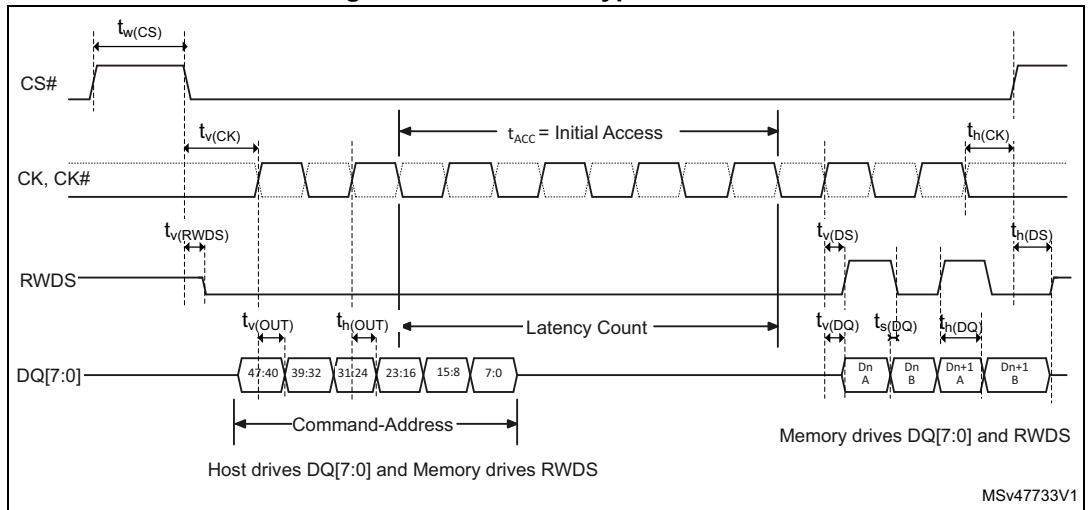 tw(CS)
CS#
tv(CK)
tACC = Initial Access
th(CK)
CK, CK#
tv(RWDS)
tv(DS)
th(DS)
RWDS
tv(OUT)
th(OUT)
Latency Count
tv(DQ)
ts(DQ)
th(DQ)
DQ[7:0]
47:40 39:32 31:24 23:16 15:8 7:0
Dn A
Dn B
Dn+1 A
Dn+1 B
Command-Address
Memory drives DQ[7:0] and RWDS
Host drives DQ[7:0] and Memory drives RWDS
MSv47733V1